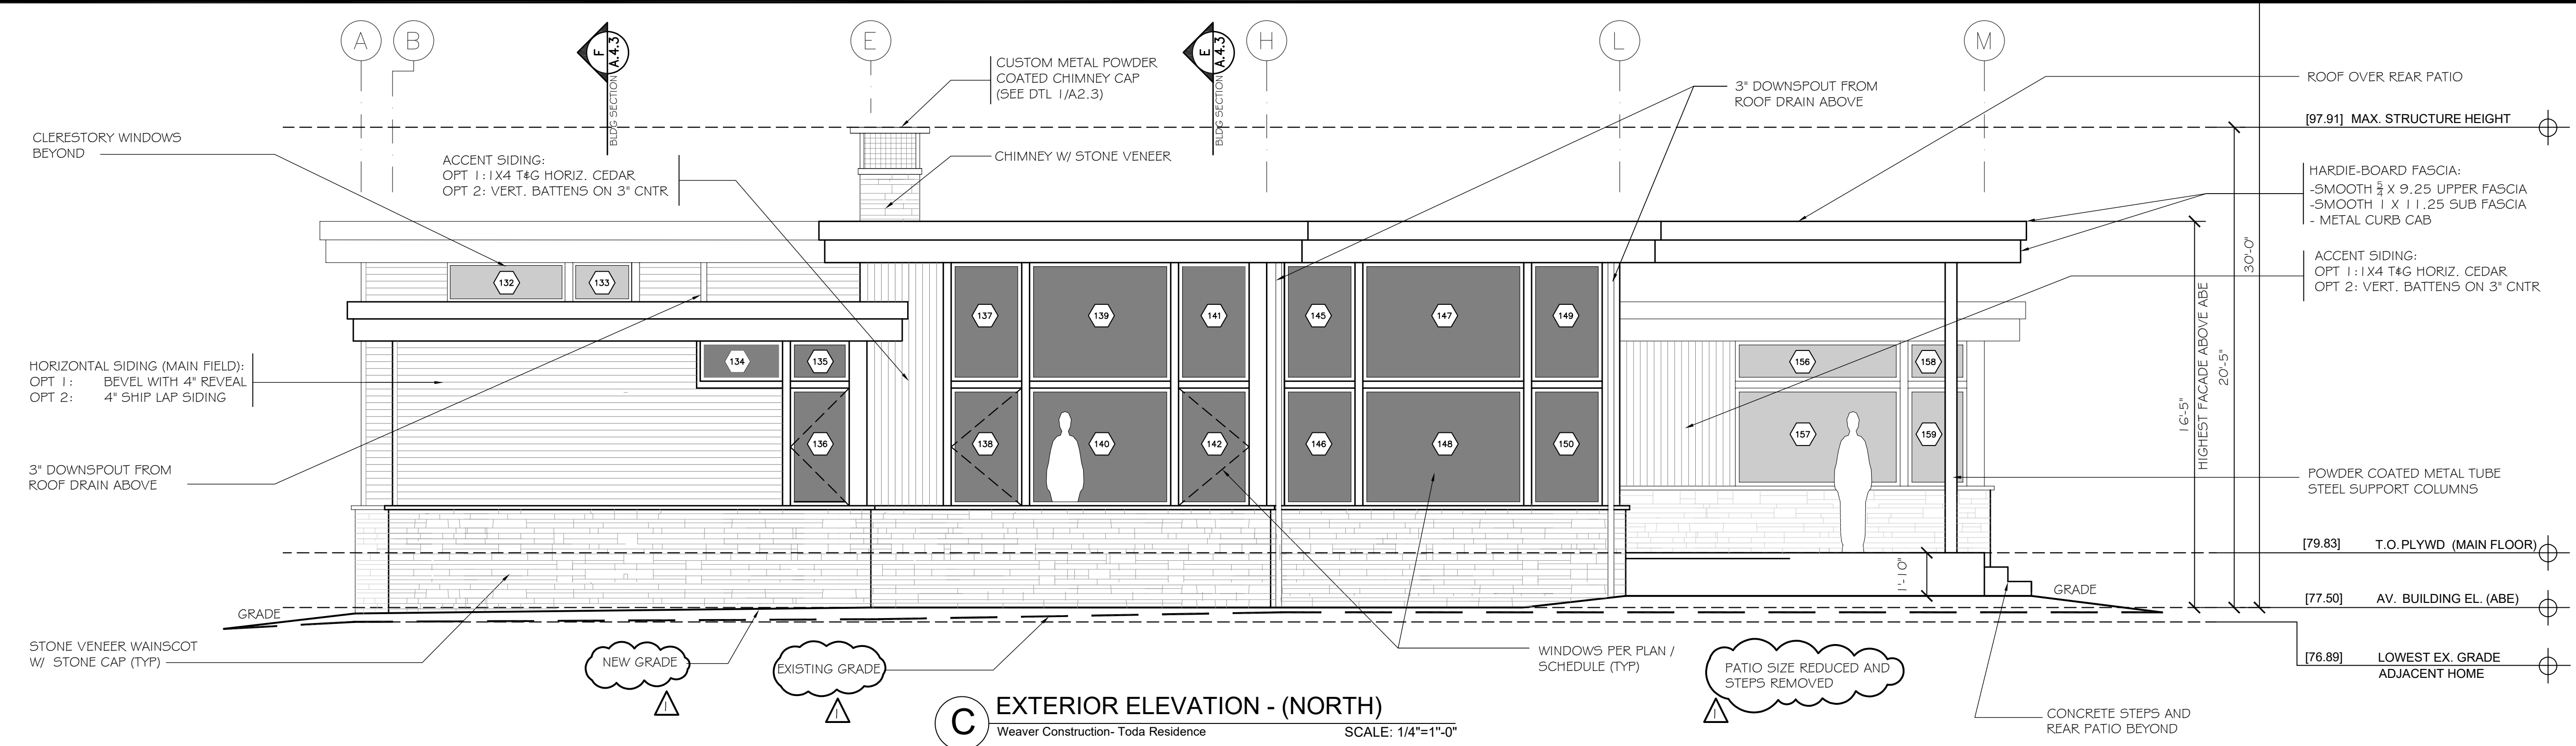 A
B
F
A.4.3
BLDG SECTION
E
E
A.4.3
BLDG SECTION
H
L
M
CUSTOM METAL POWDER
COATED CHIMNEY CAP
(SEE DTL 1/A2.3)
3" DOWNSPOUT FROM
ROOF DRAIN ABOVE
ROOF OVER REAR PATIO
[97.91] MAX. STRUCTURE HEIGHT
CLERESTORY WINDOWS
BEYOND
ACCENT SIDING:
OPT 1:1X4 T&G HORIZ. CEDAR
OPT 2: VERT. BATTENS ON 3" CNTR
CHIMNEY W/ STONE VENEER
HARDIE-BOARD FASCIA:
-SMOOTH 5/4 X 9.25 UPPER FASCIA
-SMOOTH 1 X 11.25 SUB FASCIA
- METAL CURB CAB
ACCENT SIDING:
OPT 1:1X4 T&G HORIZ. CEDAR
OPT 2: VERT. BATTENS ON 3" CNTR
30'-0"
20'-5"
HIGHEST FACADE ABOVE ABE
16'-5"
132
133
137
139
141
145
147
149
134
135
156
158
136
138
140
142
146
148
150
157
159
HORIZONTAL SIDING (MAIN FIELD):
OPT 1: BEVEL WITH 4" REVEAL
OPT 2: 4" SHIP LAP SIDING
3" DOWNSPOUT FROM
ROOF DRAIN ABOVE
POWDER COATED METAL TUBE
STEEL SUPPORT COLUMNS
[79.83] T.O. PLYWD (MAIN FLOOR)
1'-10"
GRADE
GRADE
[77.50] AV. BUILDING EL. (ABE)
STONE VENEER WAINSCOT
W/ STONE CAP (TYP)
NEW GRADE
1
EXISTING GRADE
1
WINDOWS PER PLAN /
SCHEDULE (TYP)
PATIO SIZE REDUCED AND
STEPS REMOVED
1
[76.89] LOWEST EX. GRADE
ADJACENT HOME
CONCRETE STEPS AND
REAR PATIO BEYOND
C
EXTERIOR ELEVATION - (NORTH)
Weaver Construction- Toda Residence
SCALE: 1/4"=1"-0"